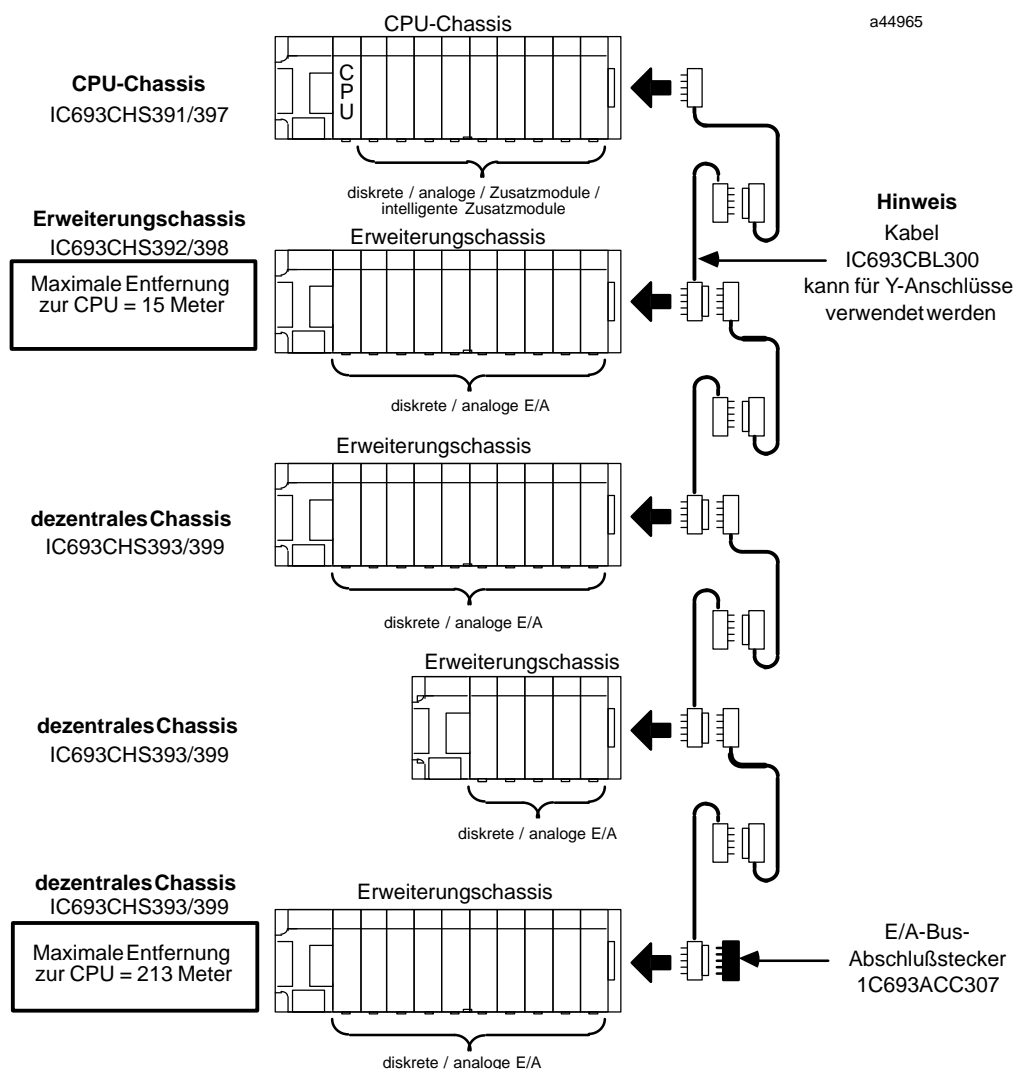 CPU-Chassis
a44965
CPU-Chassis
IC693CHS391/397
CPU
diskrete / analoge / Zusatzmodule /
intelligente Zusatzmodule
Erweiterungschassis
IC693CHS392/398
Maximale Entfernung
zur CPU = 15 Meter
Erweiterungschassis
diskrete / analoge E/A
Hinweis
Kabel
IC693CBL300
kann für Y-Anschlüsse
verwendet werden
Erweiterungschassis
dezentrales Chassis
IC693CHS393/399
diskrete / analoge E/A
Erweiterungschassis
dezentrales Chassis
IC693CHS393/399
diskrete / analoge E/A
dezentrales Chassis
IC693CHS393/399
Maximale Entfernung
zur CPU = 213 Meter
Erweiterungschassis
diskrete / analoge E/A
E/A-Bus-
Abschlußstecker
1C693ACC307